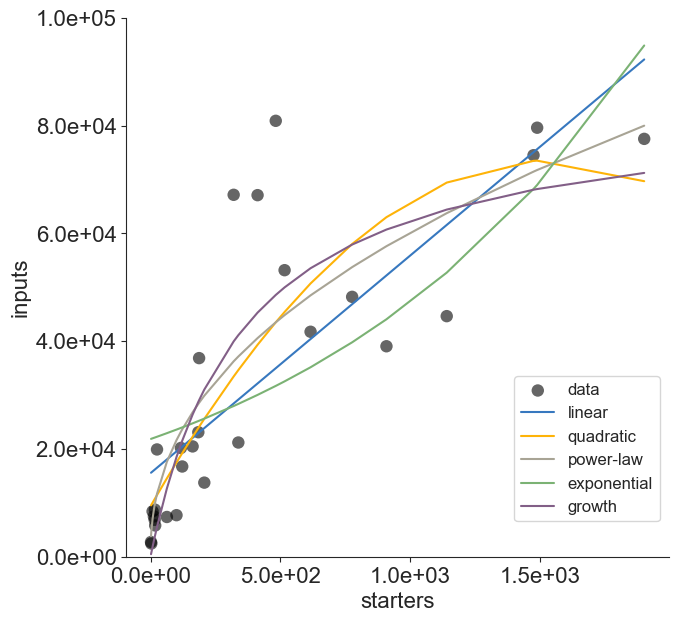 1.0e+05
8.0e+04
6.0e+04
4.0e+04
2.0e+04
0.0e+00
inputs
0.0e+00 5.0e+02 1.0e+03 1.5e+03
starters
data
linear
quadratic
power-law
exponential
growth